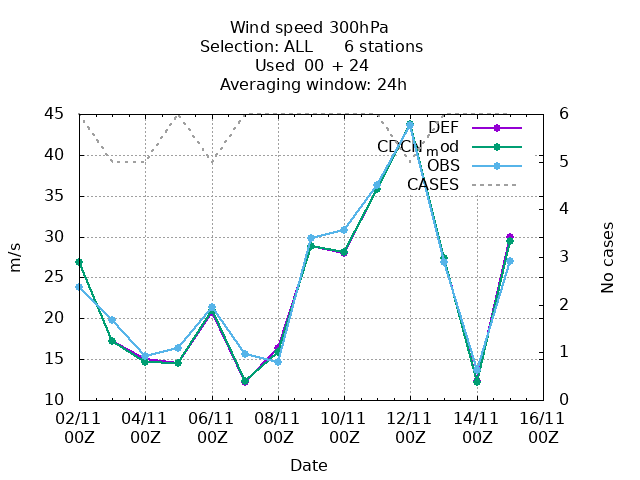 Wind speed 300hPa
Selection: ALL 6 stations
Used 00 + 24
Averaging window: 24h
45 6
DEF
CDCN_mod
40 5
OBS
CASES
35
4
30
m/s
No cases
3
25
20 2
15 1
10 0
02/11 04/11 06/11 08/11 10/11 12/11 14/11 16/11
00Z 00Z 00Z 00Z 00Z 00Z 00Z 00Z
Date